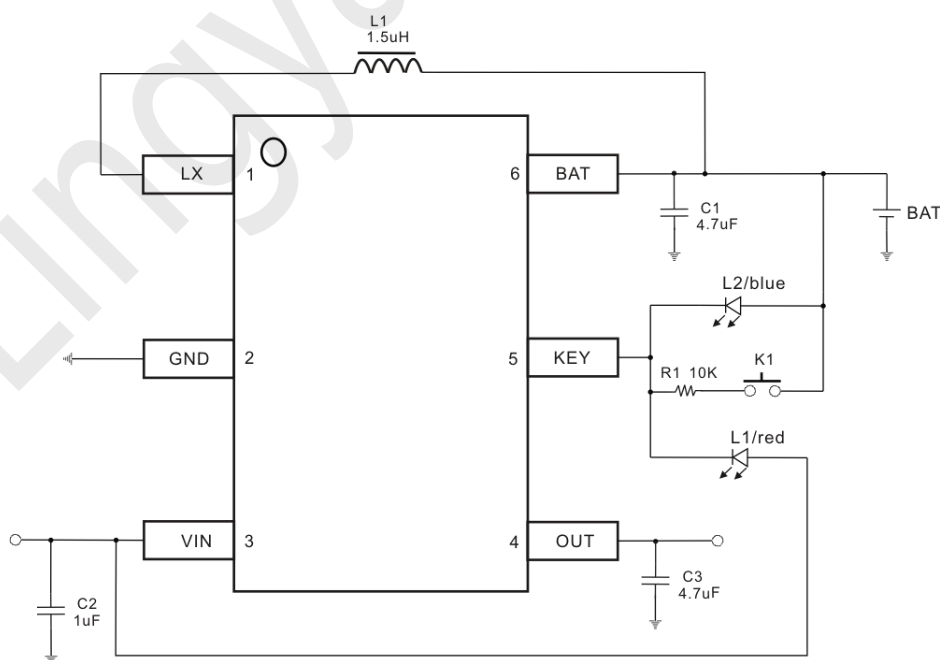 L1
1.5uH
LX
1
6
BAT
C1
4.7uF
BAT
L2/blue
GND
2
5
KEY
K1
R1 10K
L1/red
VIN
3
4
OUT
C2
1uF
C3
4.7uF